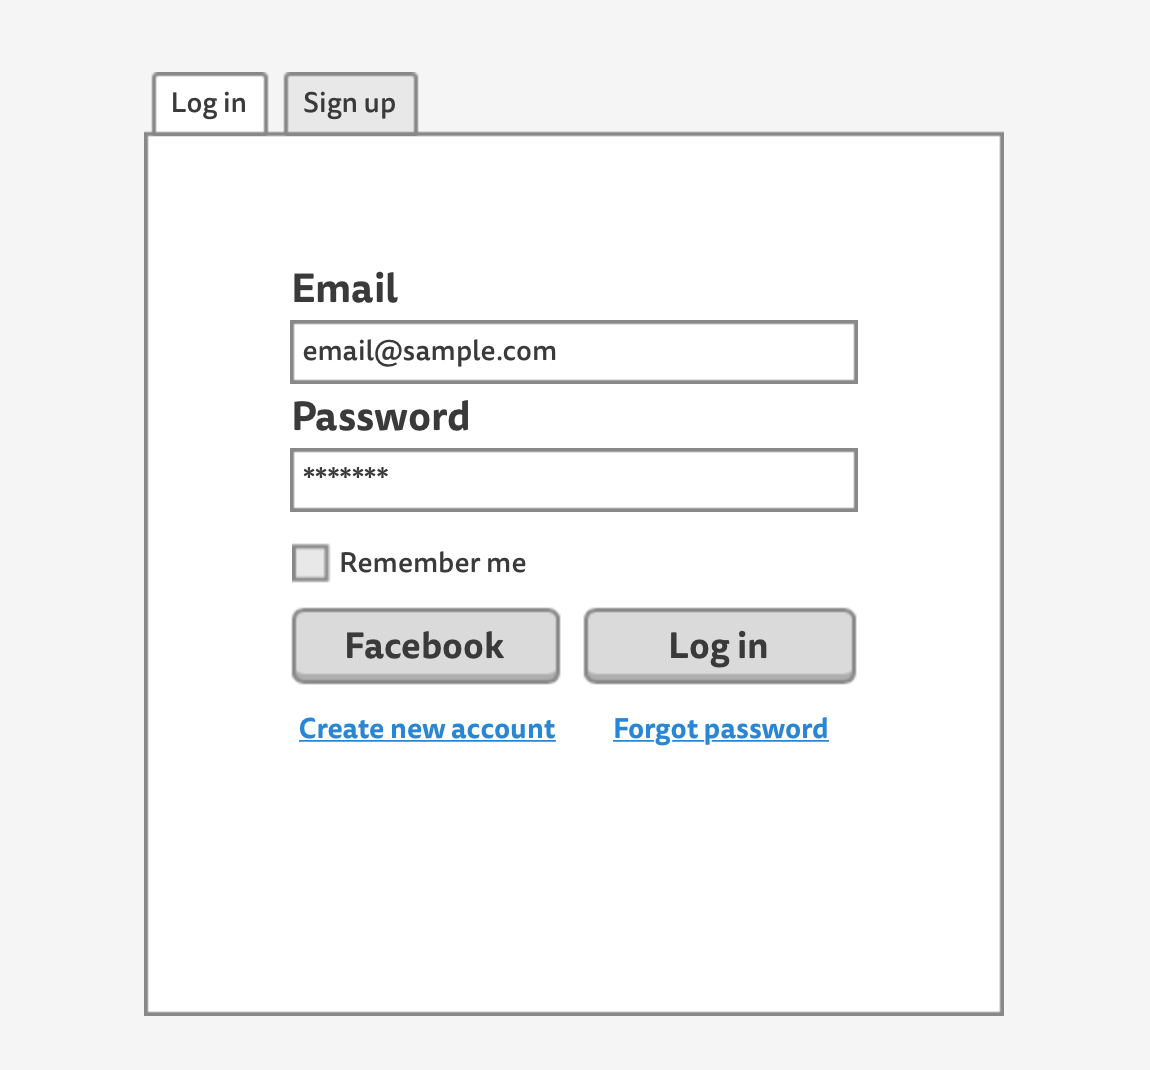 Log in
Sign up
Email
email@sample.com
Password
*******
Remember me
Facebook
Log in
Create new account
Forgot password